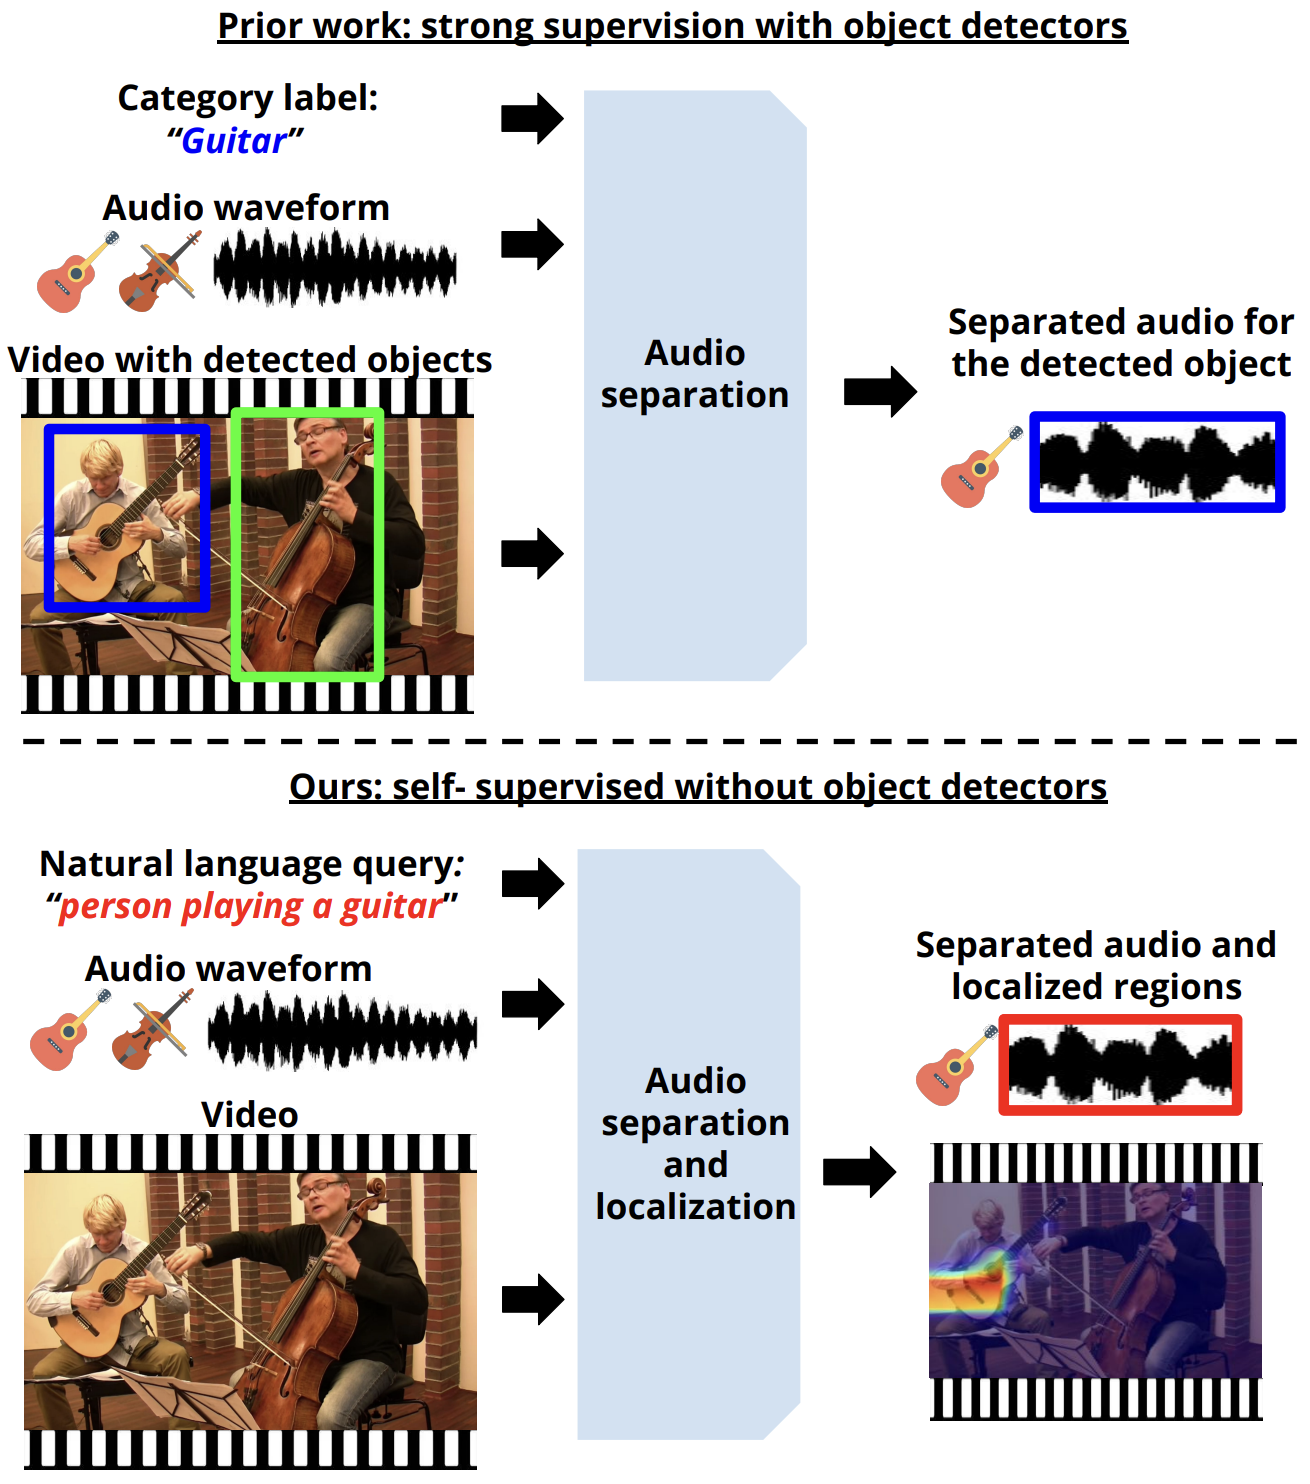 Prior work: strong supervision with object detectors
Category label:
“Guitar”
Audio waveform
Video with detected objects
Audio
separation
Separated audio for
the detected object
Ours: self- supervised without object detectors
Natural language query:
“person playing a guitar”
Audio waveform
Video
Audio
separation
and
localization
Separated audio and
localized regions